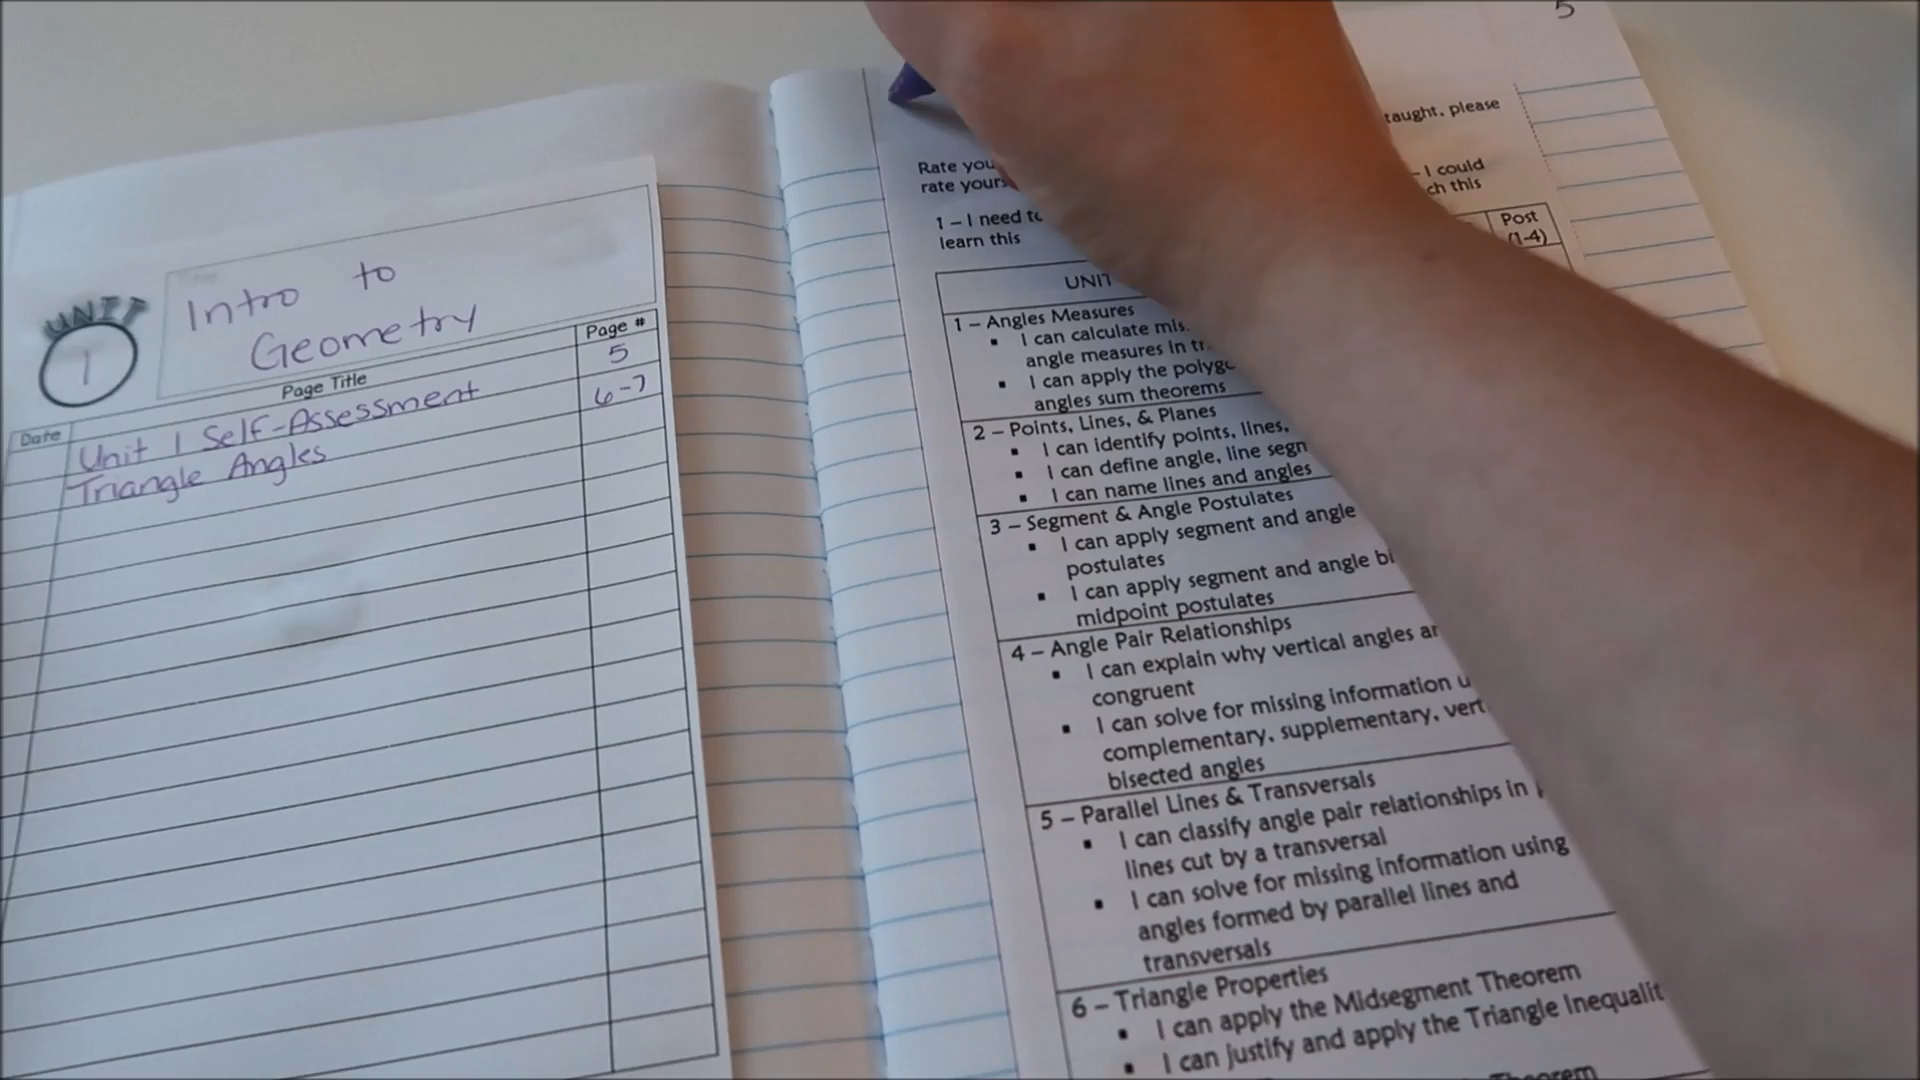 UNIT
1
Intro to
Geometry
Date
Page Title
Page #
Unit 1 Self-Assessment
5
Triangle Angles
6-7
5
Rate you
taught, please
rate yours
1 – I need to
- I could
learn this
ch this
Post
(1-4)
UNIT
1 – Angles Measures
▪ I can calculate mis
angle measures in tr
▪ I can apply the polygo
angles sum theorems
2 – Points, Lines, & Planes
▪ I can identify points, lines,
▪ I can define angle, line segn
▪ I can name lines and angles
3 – Segment & Angle Postulates
▪ I can apply segment and angle
postulates
▪ I can apply segment and angle bi
midpoint postulates
4 – Angle Pair Relationships
▪ I can explain why vertical angles ar
congruent
▪ I can solve for missing information u
complementary, supplementary, vert
bisected angles
5 – Parallel Lines & Transversals
▪ I can classify angle pair relationships in
lines cut by a transversal
▪ I can solve for missing information using
angles formed by parallel lines and
transversals
6 – Triangle Properties
▪ I can apply the Midsegment Theorem
▪ I can justify and apply the Triangle Inequalit